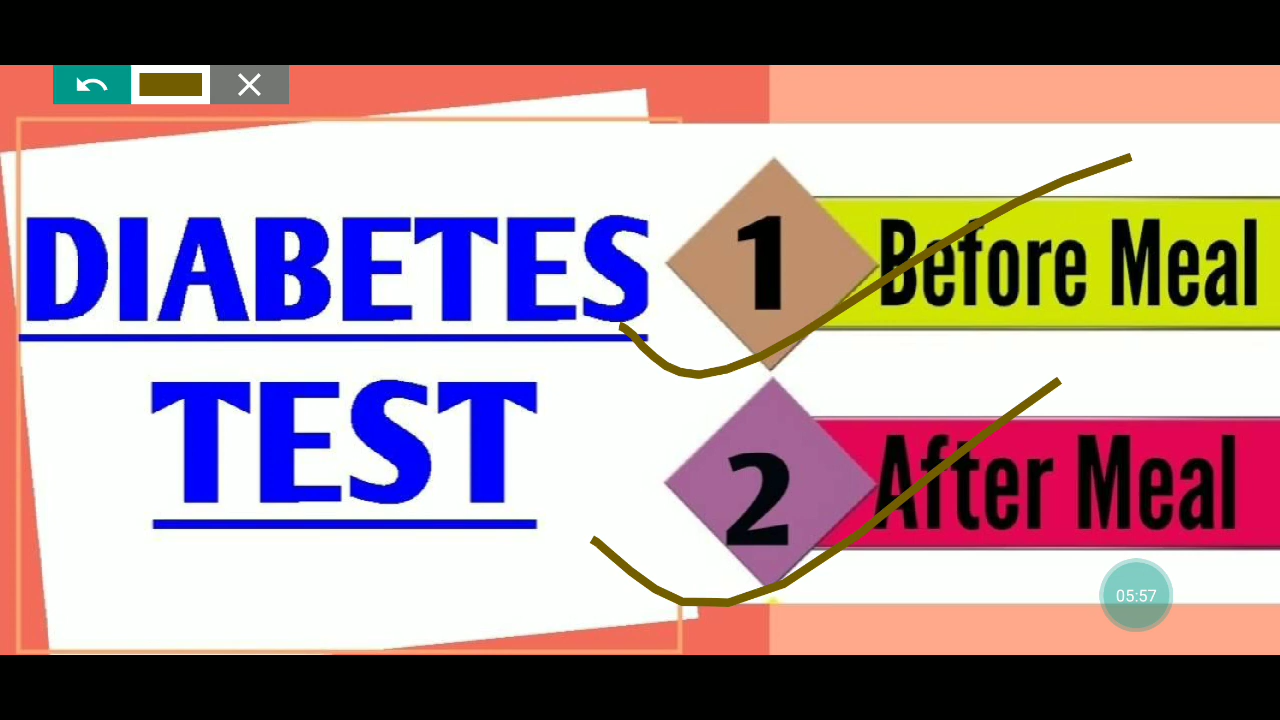 DIABETES
TEST
1 Before Meal
2 After Meal
05:57